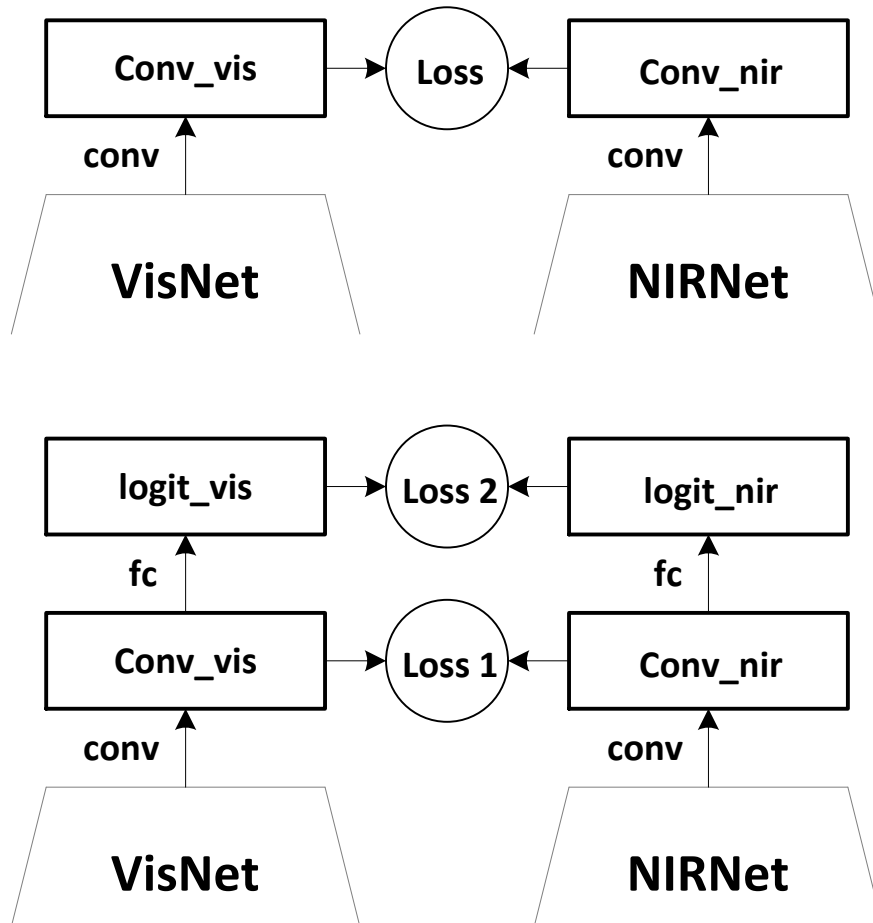 Conv_vis Loss Conv_nir
conv conv
VisNet NIRNet
logit_vis Loss 2 logit_nir
fc fc
Conv_vis Loss 1 Conv_nir
conv conv
VisNet NIRNet